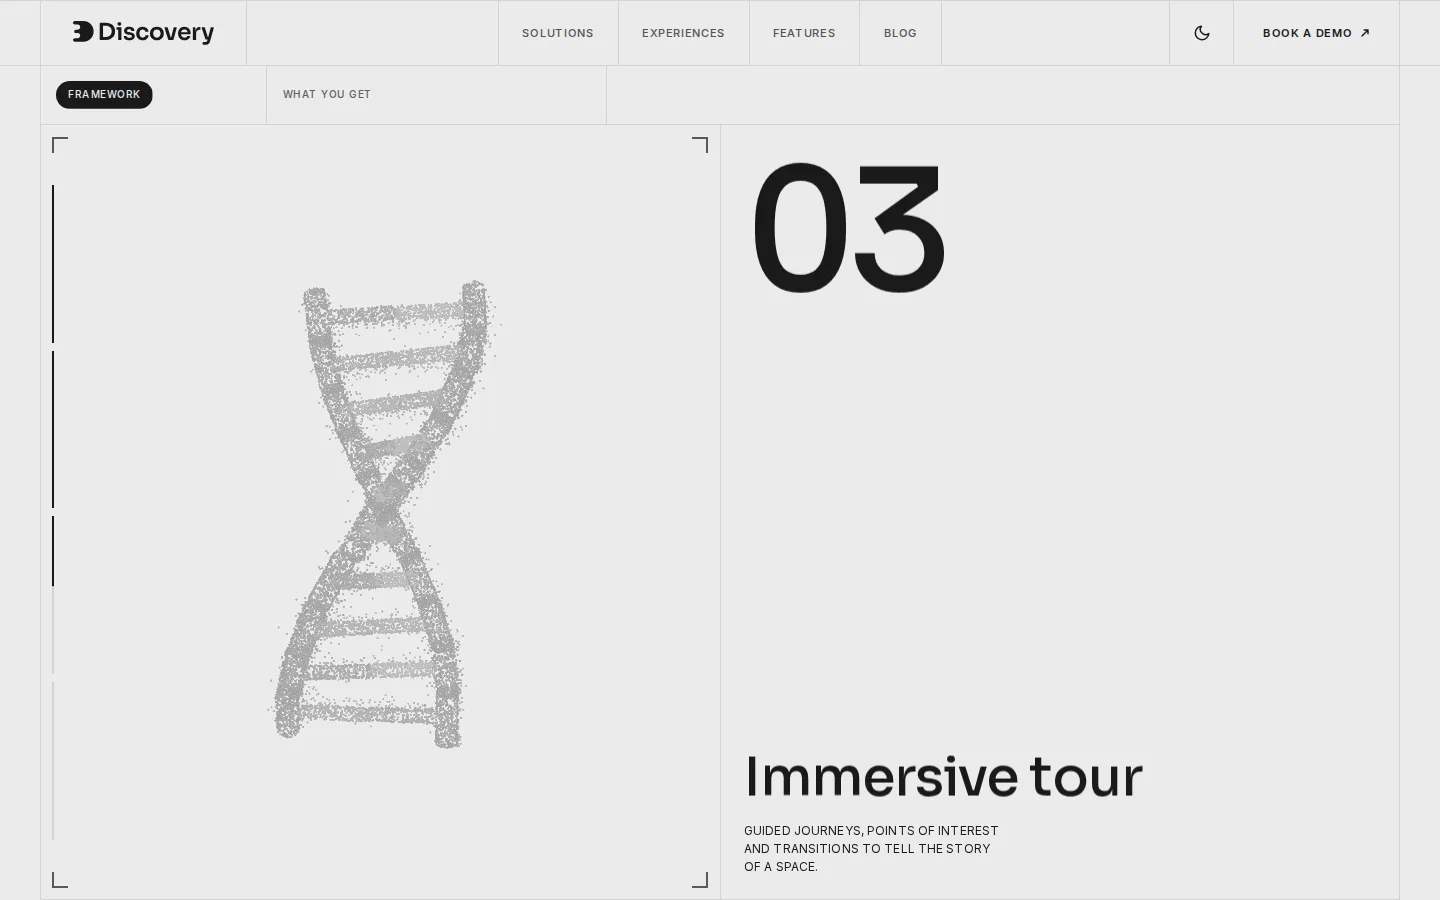 Discovery
SOLUTIONS
EXPERIENCES
FEATURES
BLOG
BOOK A DEMO
FRAMEWORK
WHAT YOU GET
03
Immersive tour
GUIDED JOURNEYS, POINTS OF INTEREST
AND TRANSITIONS TO TELL THE STORY
OF A SPACE.